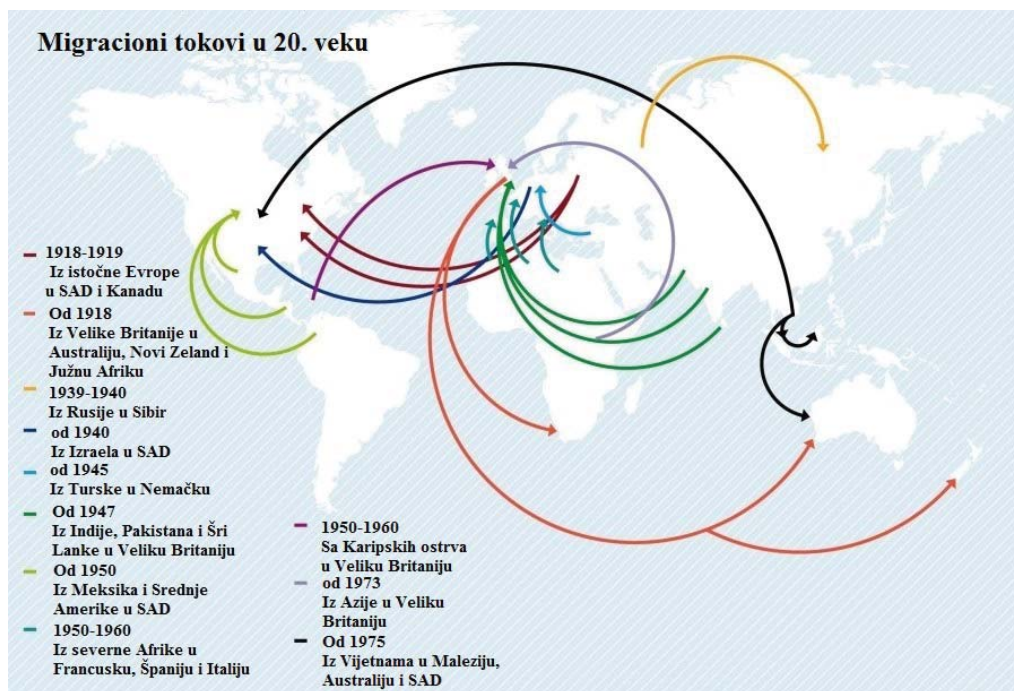 Migracioni tokovi u 20. veku
1918-1919
Iz istočne Evrope
u SAD i Kanadu
Od 1918
Iz Velike Britanije u
Australiju, Novi Zeland i
Južnu Afriku
1939-1940
Iz Rusije u Sibir
od 1940
Iz Izraela u SAD
od 1945
Iz Turske u Nemačku
Od 1947
Iz Indije, Pakistana i Šri
Lanke u Veliku Britaniju
Od 1950
Iz Meksika i Srednje
Amerike u SAD
1950-1960
Iz severne Afrike u
Francusku, Španiju i Italiju
1950-1960
Sa Karipskih ostrva
u Veliku Britaniju
od 1973
Iz Azije u Veliku
Britaniju
Od 1975
Iz Vijetnama u Maleziju,
Australiju i SAD